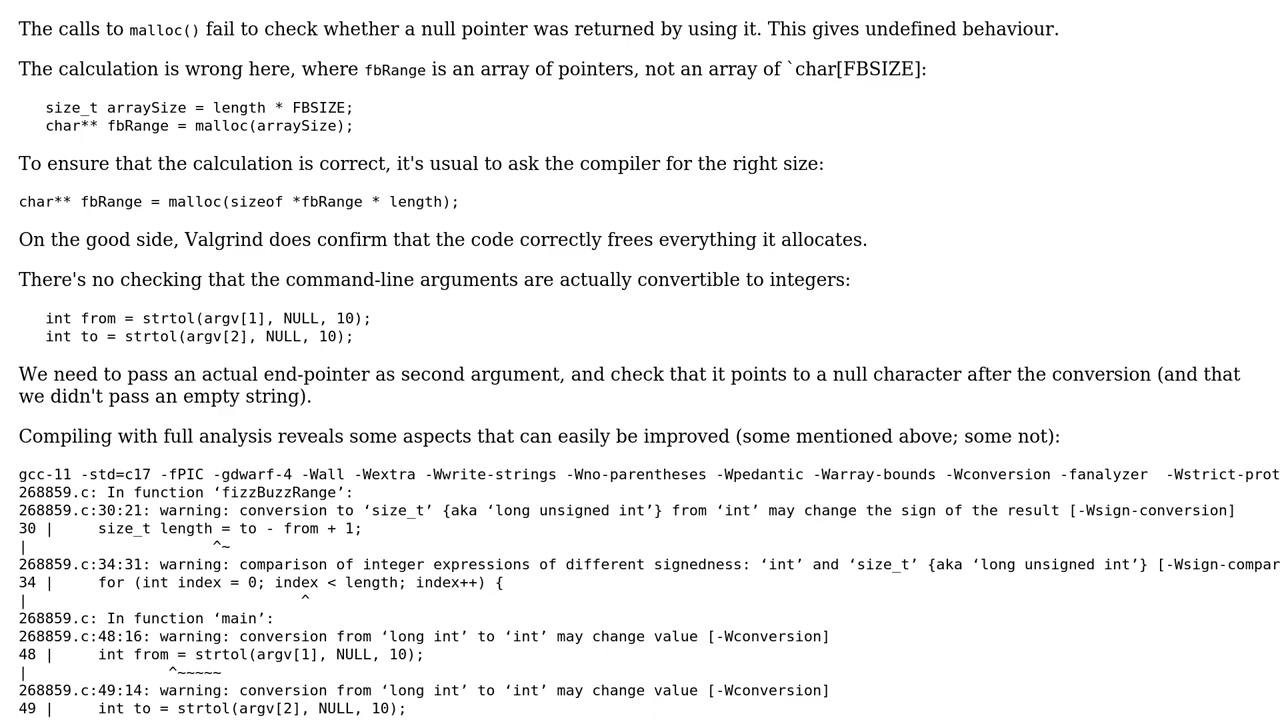 The calls to malloc() fail to check whether a null pointer was returned by using it. This gives undefined behaviour.
The calculation is wrong here, where fbRange is an array of pointers, not an array of `char[FBSIZE]:
size_t arraySize = length * FBSIZE;
char** fbRange = malloc(arraySize);
To ensure that the calculation is correct, it's usual to ask the compiler for the right size:
char** fbRange = malloc(sizeof *fbRange * length);
On the good side, Valgrind does confirm that the code correctly frees everything it allocates.
There's no checking that the command-line arguments are actually convertible to integers:
int from = strtol(argv[1], NULL, 10);
int to = strtol(argv[2], NULL, 10);
We need to pass an actual end-pointer as second argument, and check that it points to a null character after the conversion (and that
we didn't pass an empty string).
Compiling with full analysis reveals some aspects that can easily be improved (some mentioned above; some not):
gcc-11 -std=c17 -fPIC -gdwarf-4 -Wall -Wextra -Wwrite-strings -Wno-parentheses -Wpedantic -Warray-bounds -Wconversion -fanalyzer  -Wstrict-prot
268859.c: In function ‘fizzBuzzRange’:
268859.c:30:21: warning: conversion to ‘size_t’ {aka ‘long unsigned int’} from ‘int’ may change the sign of the result [-Wsign-conversion]
30 |     size_t length = to - from + 1;
|                     ^~
268859.c:34:31: warning: comparison of integer expressions of different signedness: ‘int’ and ‘size_t’ {aka ‘long unsigned int’} [-Wsign-compar
34 |     for (int index = 0; index < length; index++) {
|                               ^
268859.c: In function ‘main’:
268859.c:48:16: warning: conversion from ‘long int’ to ‘int’ may change value [-Wconversion]
48 |     int from = strtol(argv[1], NULL, 10);
|                ^~~~~~
268859.c:49:14: warning: conversion from ‘long int’ to ‘int’ may change value [-Wconversion]
49 |     int to = strtol(argv[2], NULL, 10);